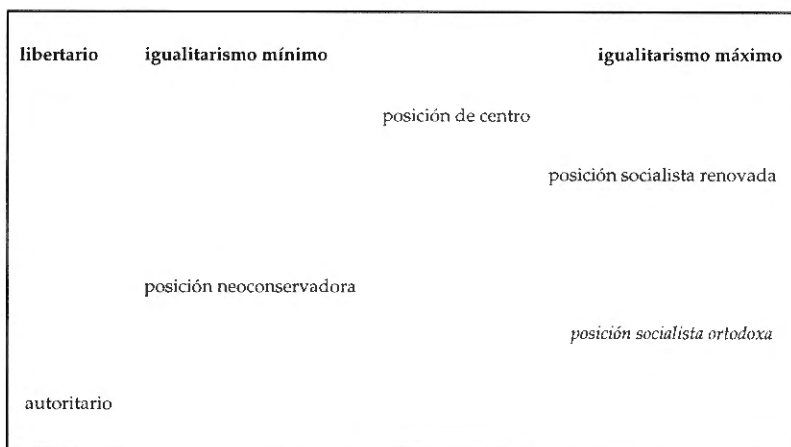 libertario igualitarismo mínimo igualitarismo máximo
posición de centro
posición socialista renovada
posición neoconservadora
posición socialista ortodoxa
autoritario